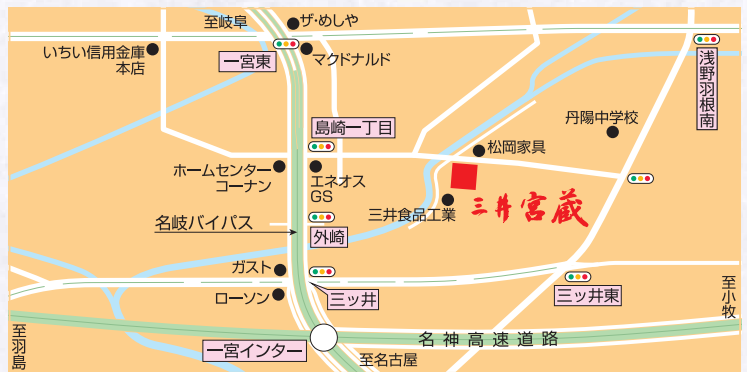 至岐阜
ザ・めしや
いちい信用金庫
本店
一宮東
マクドナルド
浅野羽根南
島崎一丁目
丹陽中学校
松岡家具
ホームセンター
コーナン
エネオス
GS
三井食品工業
三井宮蔵
名岐バイパス
外崎
ガスト
ローソン
三ッ井
三ッ井東
至小牧
至羽島
一宮インター
名神高速道路
至名古屋